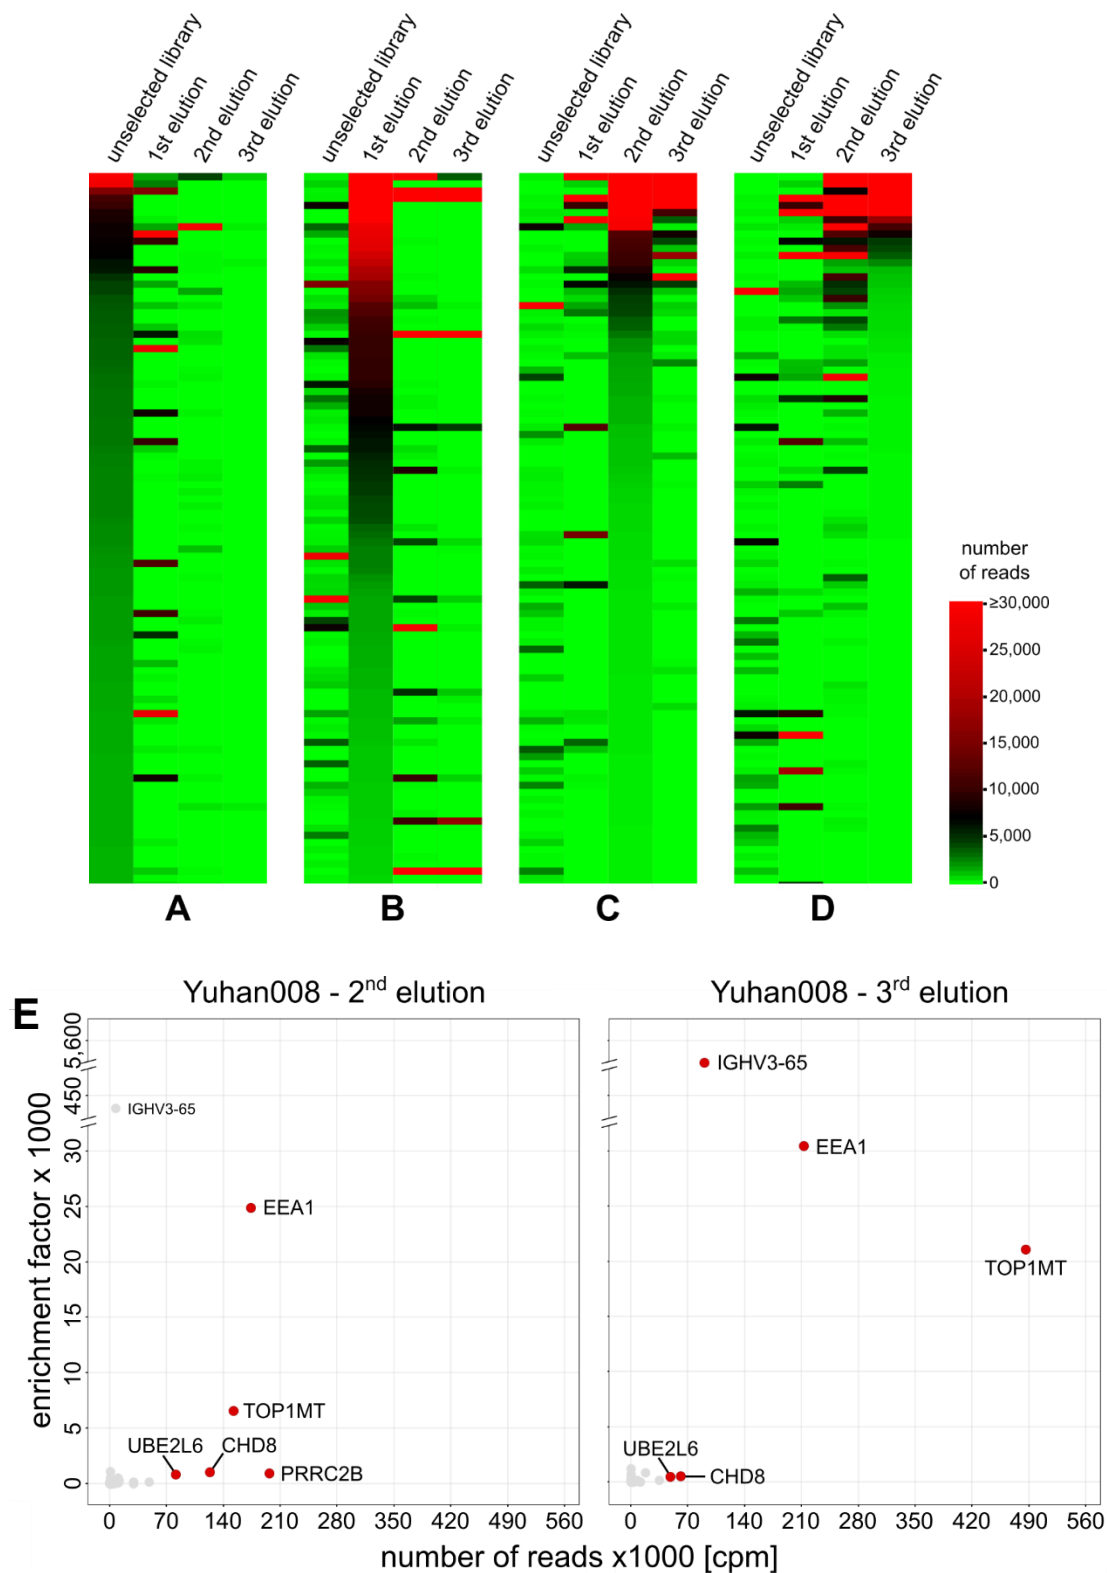 unselected library
1st elution
2nd elution
3rd elution
unselected library
1st elution
2nd elution
3rd elution
unselected library
1st elution
2nd elution
3rd elution
unselected library
1st elution
2nd elution
3rd elution
number
of reads
≥30,000
25,000
20,000
15,000
10,000
5,000
0
A
B
C
D
E
Yuhan008 - 2nd elution
Yuhan008 - 3rd elution
enrichment factor x 1000
5,600
450
30
25
20
15
10
5
0
IGHV3-65
EEA1
TOP1MT
UBE2L6
CHD8
PRRC2B
IGHV3-65
EEA1
TOP1MT
UBE2L6
CHD8
0 70 140 210 280 350 420 490 560
0 70 140 210 280 350 420 490 560
number of reads x1000 [cpm]